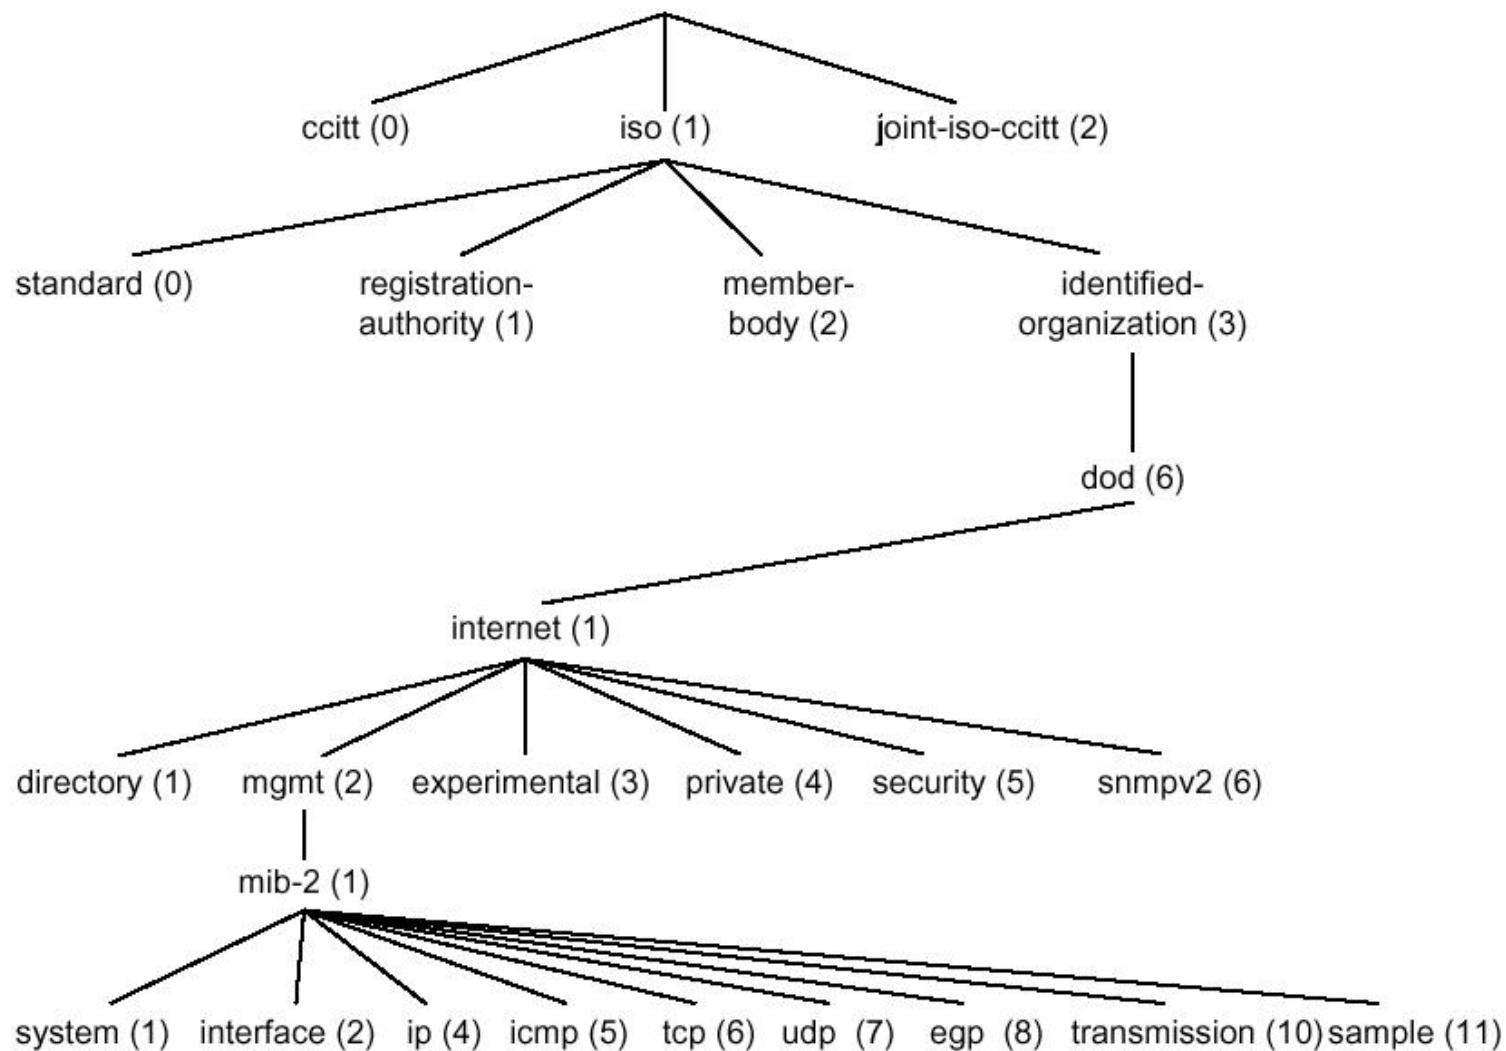 ccitt (0) iso (1) joint-iso-ccitt (2)
standard (0) registration- member- identified-
authority (1) body (2) organization (3)
dod (6)
internet (1)
directory (1) mgmt (2) experimental (3) private (4) security (5) snmpv2 (6)
mib-2 (1)
system (1) interface (2) ip (4) icmp (5) tcp (6) udp (7) egp (8) transmission (10) sample (11)